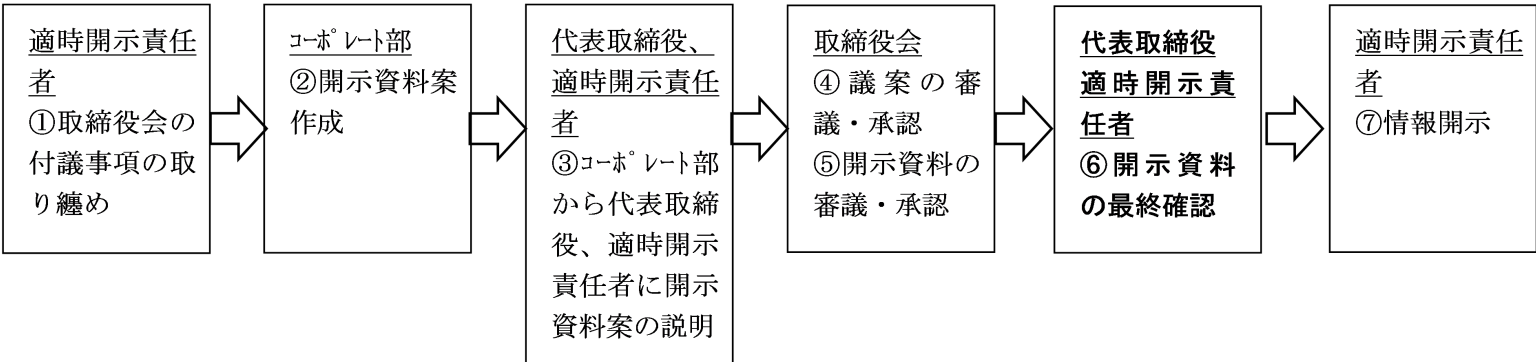 適時開示責任
者
①取締役会の
付議事項の取
り纏め
ｺｰﾎﾟﾚｰﾄ部
②開示資料案
作成
代表取締役、
適時開示責任
者
③ｺｰﾎﾟﾚｰﾄ部
から代表取締
役、適時開示
責任者に開示
資料案の説明
取締役会
④議案の審
議・承認
⑤開示資料の
審議・承認
代表取締役
適時開示責
任者
⑥開示資料
の最終確認
適時開示責任
者
⑦情報開示